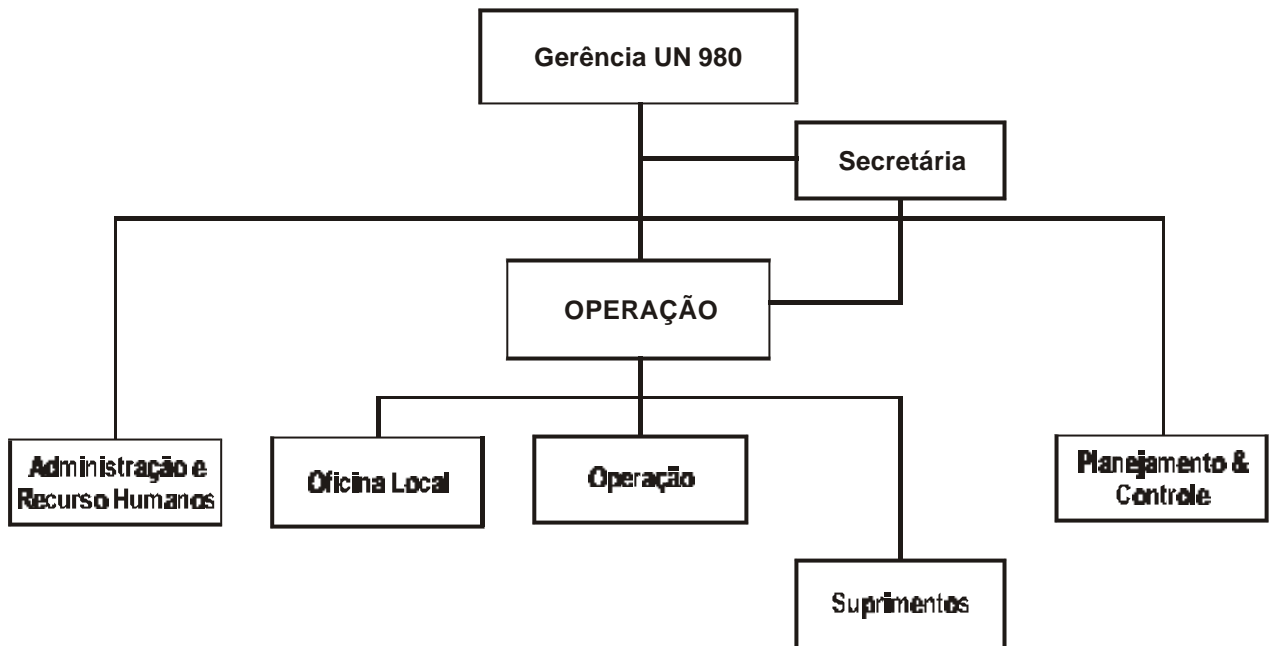 Gerência UN 980
Secretária
OPERAÇÃO
Administração e
Recurso Humanos
Oficina Local
Operação
Planejamento &
Controle
Suprimentos